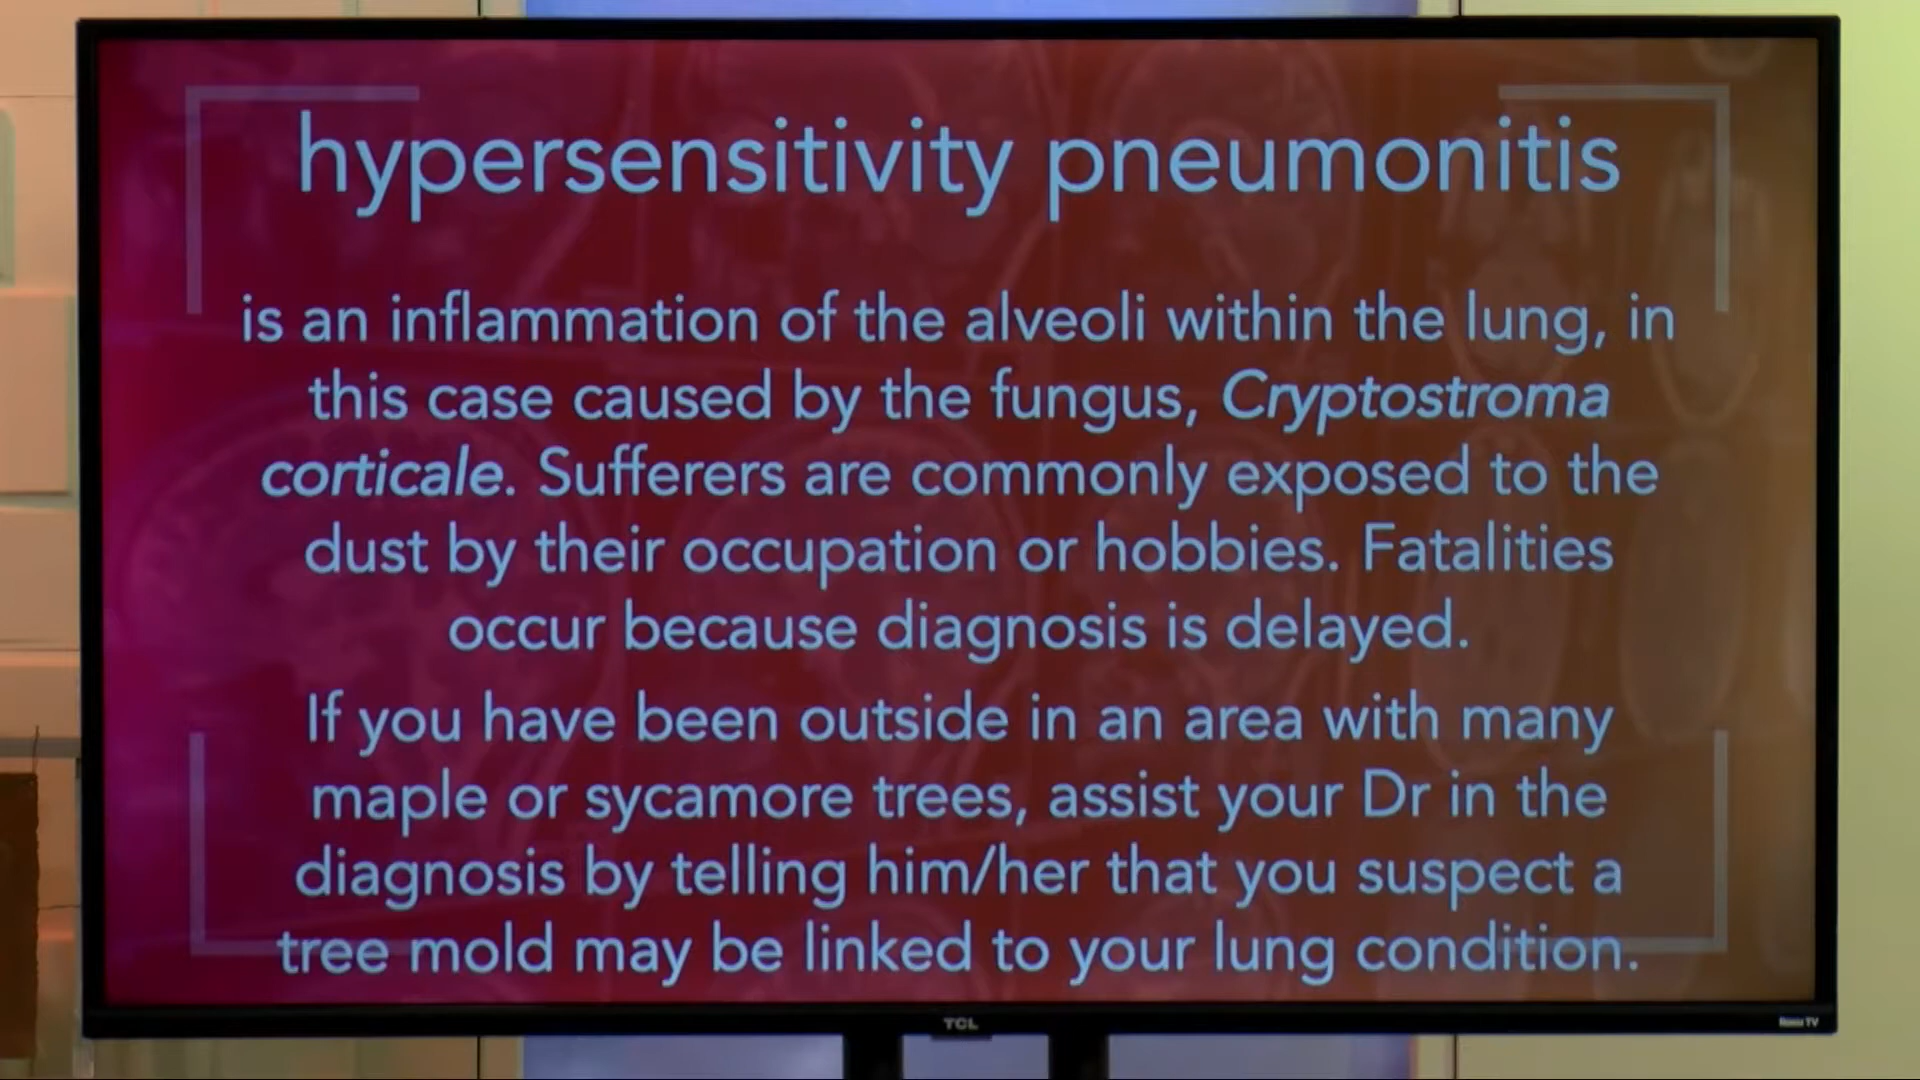 hypersensitivity pneumonitis
is an inflammation of the alveoli within the lung, in
this case caused by the fungus, Cryptostroma
corticale. Sufferers are commonly exposed to the
dust by their occupation or hobbies. Fatalities
occur because diagnosis is delayed.
If you have been outside in an area with many
maple or sycamore trees, assist your Dr in the
diagnosis by telling him/her that you suspect a
tree mold may be linked to your lung condition.
TCL
Roku TV